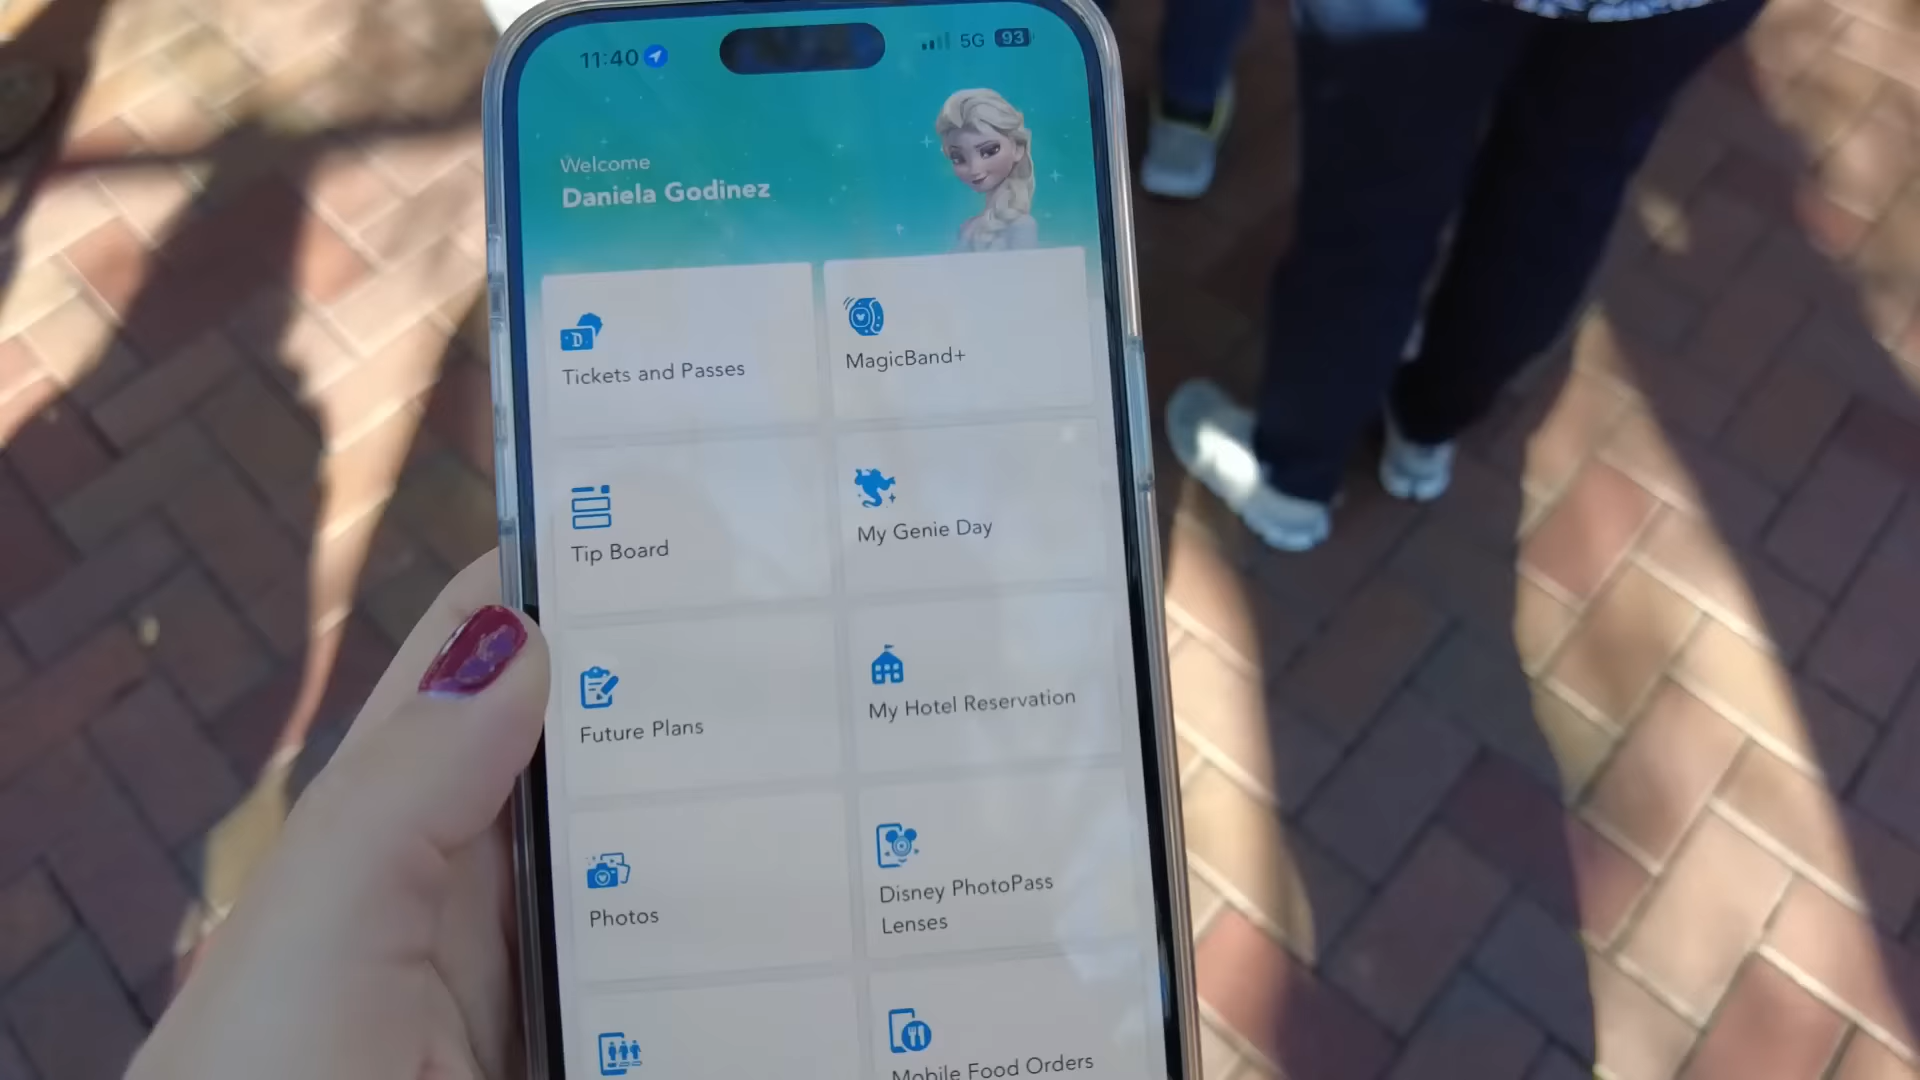 11:40
5G 93
Welcome
Daniela Godinez
D
Tickets and Passes
MagicBand+
Tip Board
My Genie Day
Future Plans
My Hotel Reservation
Photos
Disney PhotoPass
Lenses
Mobile Food Orders